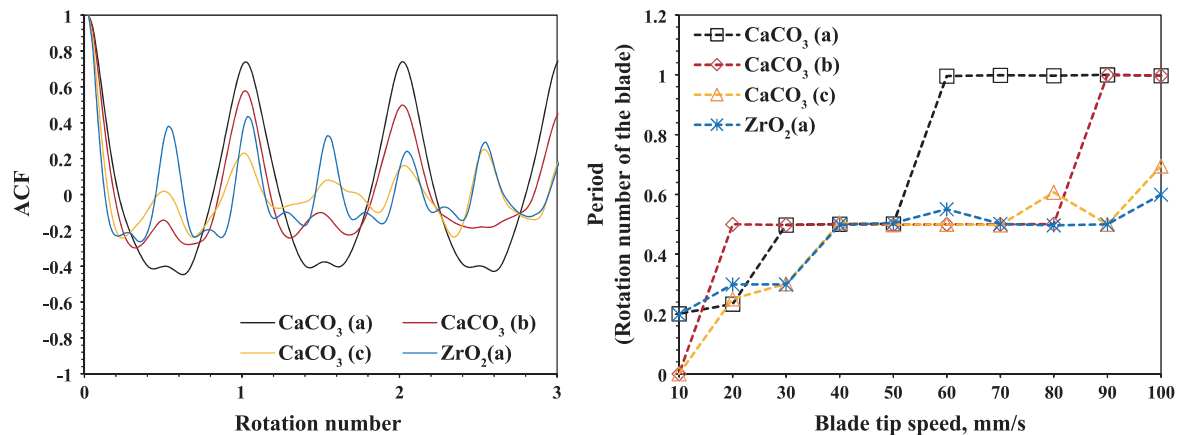 1
0.8
0.6
0.4
0.2
0
-0.2
-0.4
-0.6
-0.8
-1
ACF
CaCO3 (a)
CaCO3 (b)
CaCO3 (c)
ZrO2(a)
0
1
2
3
Rotation number
1.2
1
0.8
0.6
0.4
0.2
0
Period
(Rotation number of the blade)
CaCO3 (a)
CaCO3 (b)
CaCO3 (c)
ZrO2(a)
10 20 30 40 50 60 70 80 90 100
Blade tip speed, mm/s